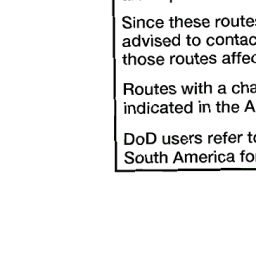 Since these routes
advised to contac
those routes affec
Routes with a cha
indicated in the A
DoD users refer to
South America for